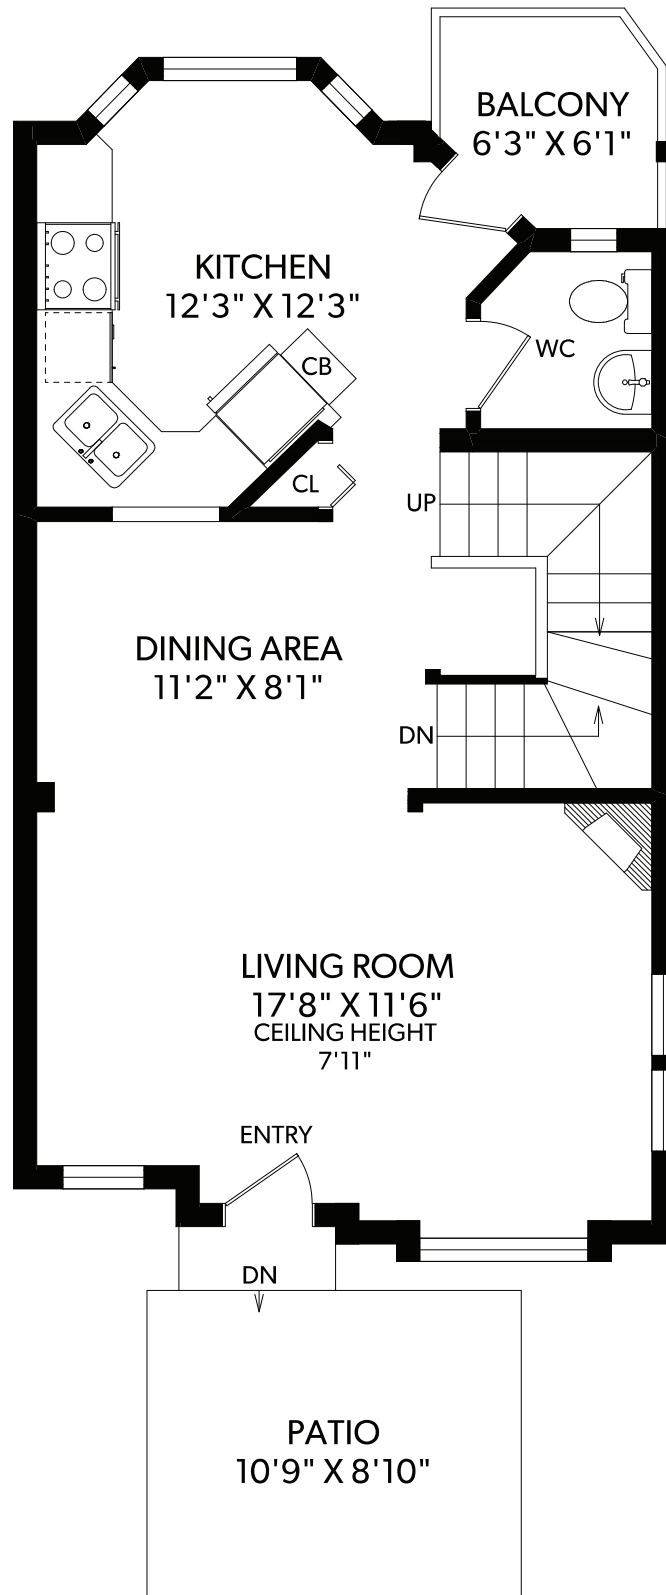 BALCONY
6'3" X 6'1"
KITCHEN
12'3" X 12'3"
WC
CB
CL
UP
DINING AREA
11'2" X 8'1"
DN
LIVING ROOM
17'8" X 11'6"
CEILING HEIGHT
7'11"
ENTRY
DN
PATIO
10'9" X 8'10"